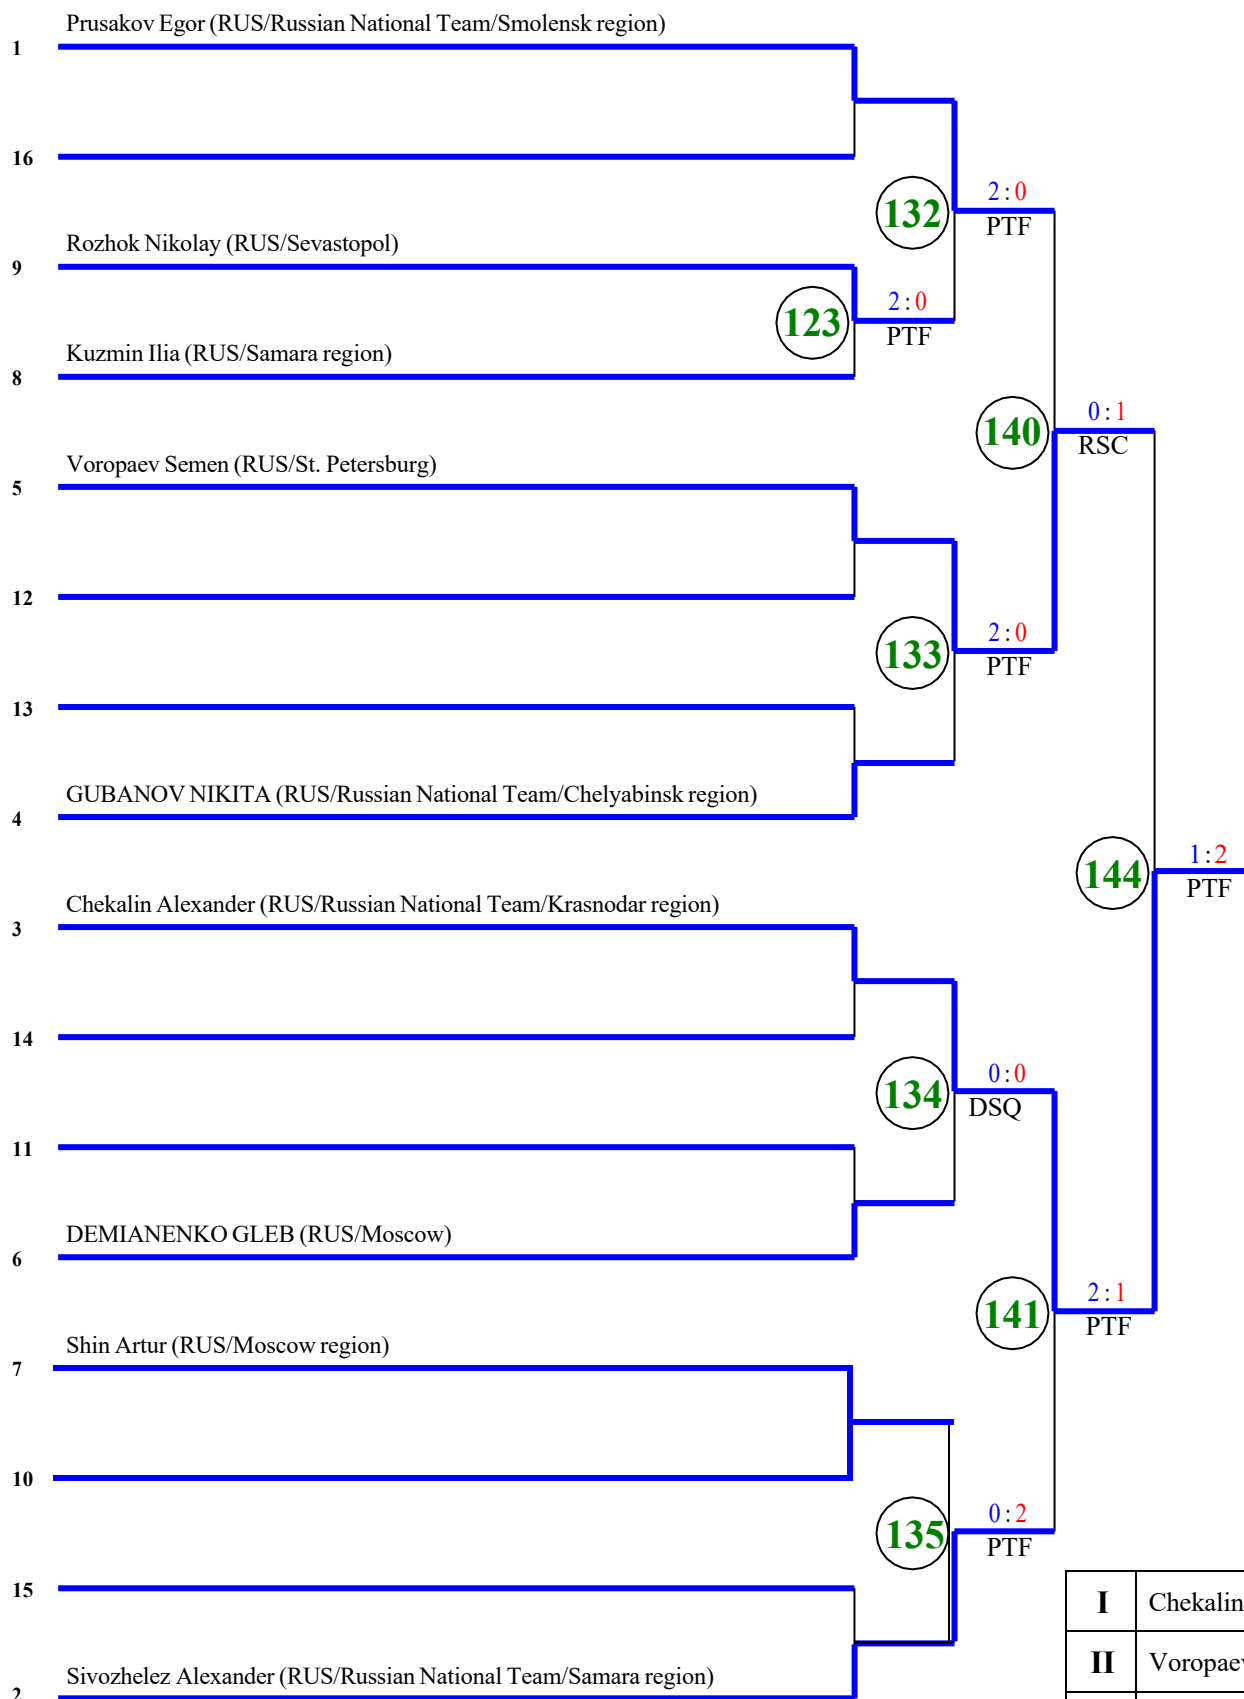 Prusakov Egor (RUS/Russian National Team/Smolensk region)
1
16
132
2:0
PTF
Rozhok Nikolay (RUS/Sevastopol)
9
123
2:0
PTF
Kuzmin Ilia (RUS/Samara region)
8
140
0:1
RSC
Voropaev Semen (RUS/St. Petersburg)
5
12
133
2:0
PTF
13
GUBANOV NIKITA (RUS/Russian National Team/Chelyabinsk region)
4
144
1:2
PTF
Chekalin Alexander (RUS/Russian National Team/Krasnodar region)
3
14
134
0:0
DSQ
11
DEMIANENKO GLEB (RUS/Moscow)
6
141
2:1
PTF
Shin Artur (RUS/Moscow region)
7
10
135
0:2
PTF
15
I Chekalin
Sivozhelez Alexander (RUS/Russian National Team/Samara region)
2
II Voropaev